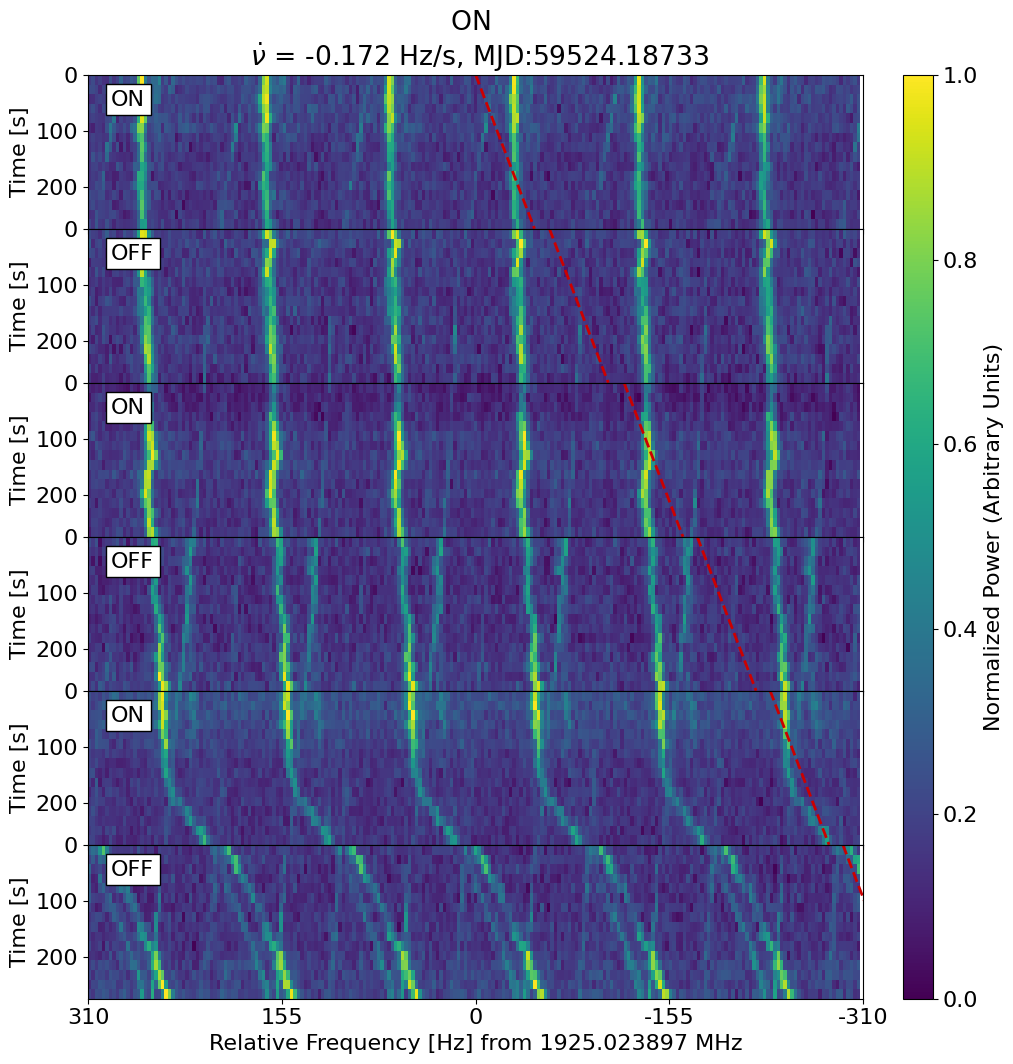 ON
ν̇ = -0.172 Hz/s, MJD:59524.18733
0
ON
Time [s]
100
200
0
OFF
Time [s]
100
200
0
ON
Time [s]
100
200
0
OFF
Time [s]
100
200
0
ON
Time [s]
100
200
0
OFF
Time [s]
100
200
310 155 0 -155 -310
Relative Frequency [Hz] from 1925.023897 MHz
1.0
0.8
0.6
0.4
0.2
0.0
Normalized Power (Arbitrary Units)